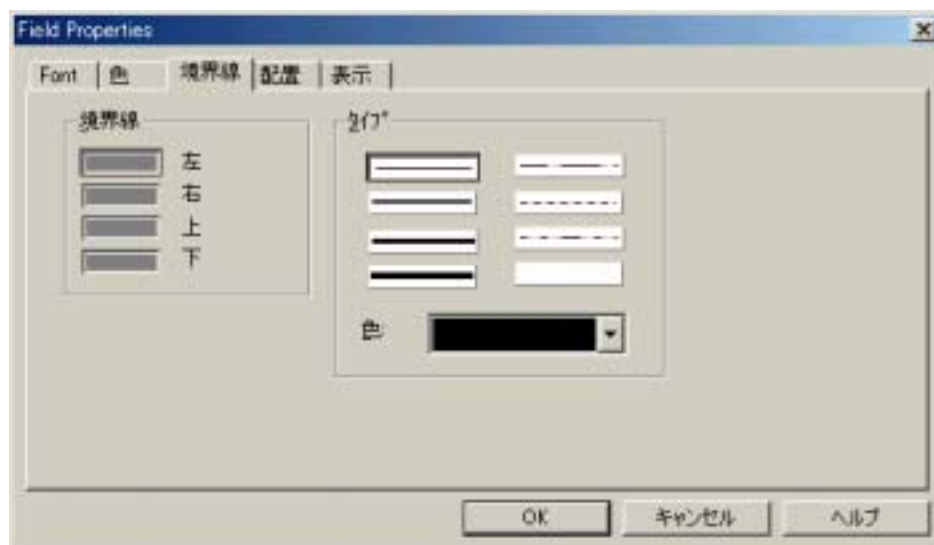 Field Properties
Font 色 境界線 配置 表示
境界線
左
右
上
下
ﾀｲﾌﾟ
色:
OK キャンセル ヘルプ